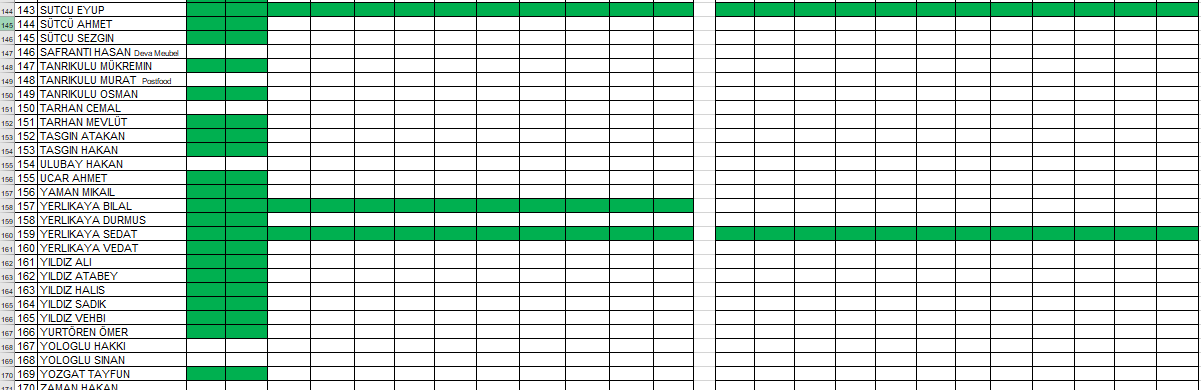 144 143 SUTCU EYUP
145 144 SÜTCÜ AHMET
146 145 SÜTCU SEZGIN
147 146 SAFRANTI HASAN Deva Meubel
148 147 TANRIKULU MÜKREMIN
149 148 TANRIKULU MURAT Postfood
150 149 TANRIKULU OSMAN
151 150 TARHAN CEMAL
152 151 TARHAN MEVLÜT
153 152 TASGIN ATAKAN
154 153 TASGIN HAKAN
155 154 ULUBAY HAKAN
156 155 UCAR AHMET
157 156 YAMAN MIKAIL
158 157 YERLIKAYA BILAL
159 158 YERLIKAYA DURMUS
160 159 YERLIKAYA SEDAT
161 160 YERLIKAYA VEDAT
162 161 YILDIZ ALI
163 162 YILDIZ ATABEY
164 163 YILDIZ HALIS
165 164 YILDIZ SADIK
166 165 YILDIZ VEHBI
167 166 YURTÖREN ÖMER
168 167 YOLOGLU HAKKI
169 168 YOLOGLU SINAN
170 169 YOZGAT TAYFUN
171 170 ZAMAN HAKAN